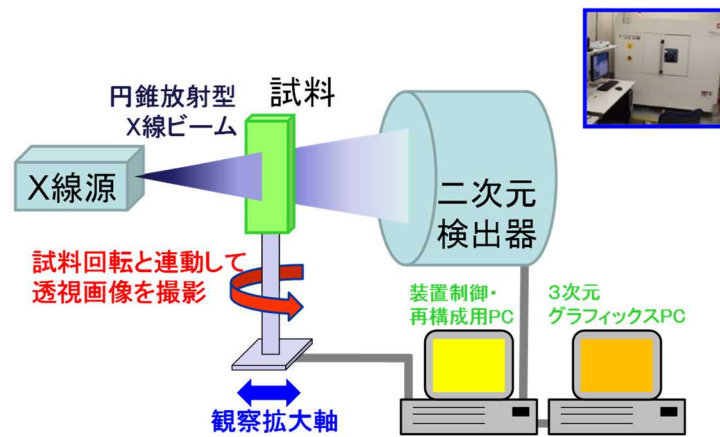 円錐放射型
X線ビーム
試料
X線源
二次元
検出器
試料回転と連動して
透視画像を撮影
装置制御・
再構成用PC
3次元
グラフィックスPC
観察拡大軸